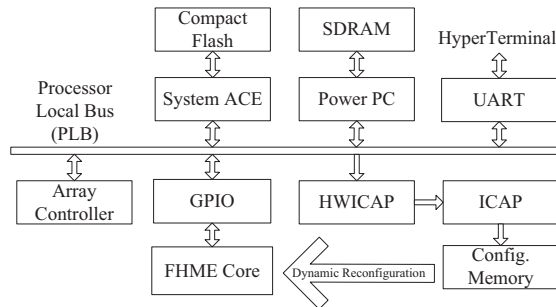 Compact
Flash
SDRAM
HyperTerminal
Processor
Local Bus
(PLB)
System ACE
Power PC
UART
Array
Controller
GPIO
HWICAP
ICAP
FHME Core
Dynamic Reconfiguration
Config.
Memory